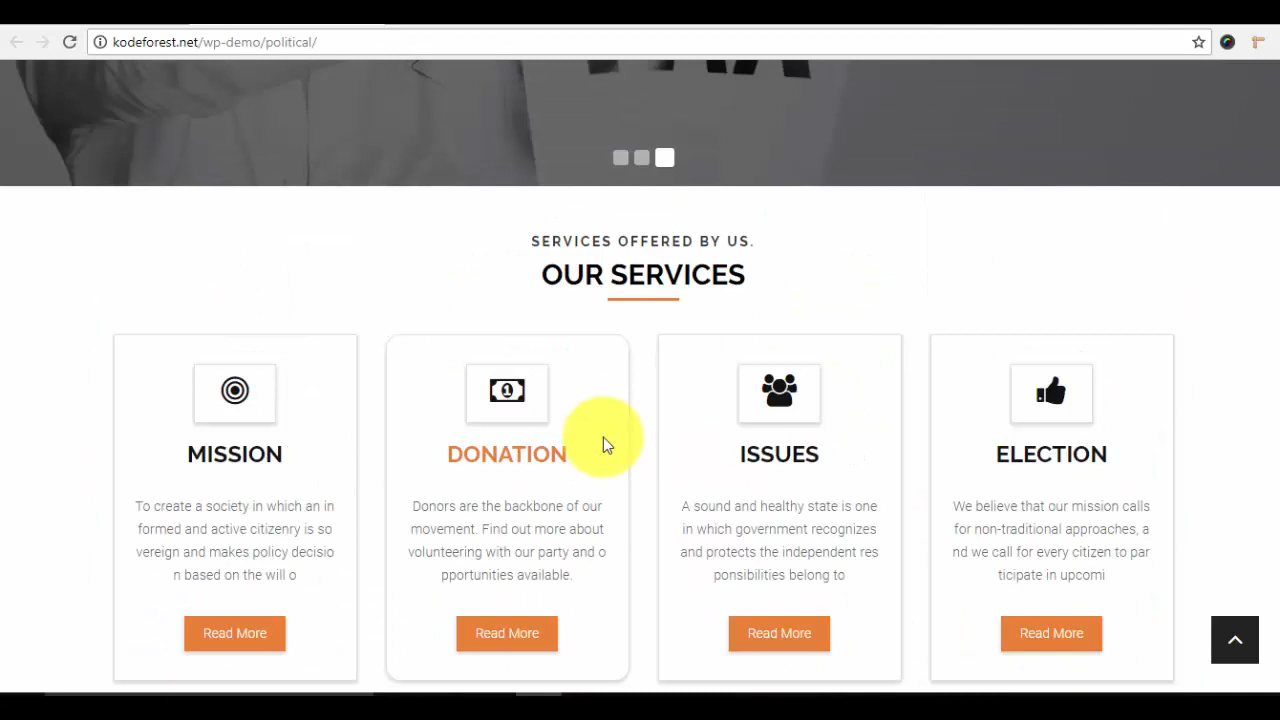 kodeforest.net/wp-demo/political/
SERVICES OFFERED BY US.
OUR SERVICES
MISSION
To create a society in which an in
formed and active citizenry is so
vereign and makes policy decisio
n based on the will o
Read More
1
DONATION
Donors are the backbone of our
movement. Find out more about
volunteering with our party and o
pportunities available.
Read More
ISSUES
A sound and healthy state is one
in which government recognizes
and protects the independent res
ponsibilities belong to
Read More
ELECTION
We believe that our mission calls
for non-traditional approaches, a
nd we call for every citizen to par
ticipate in upcomi
Read More